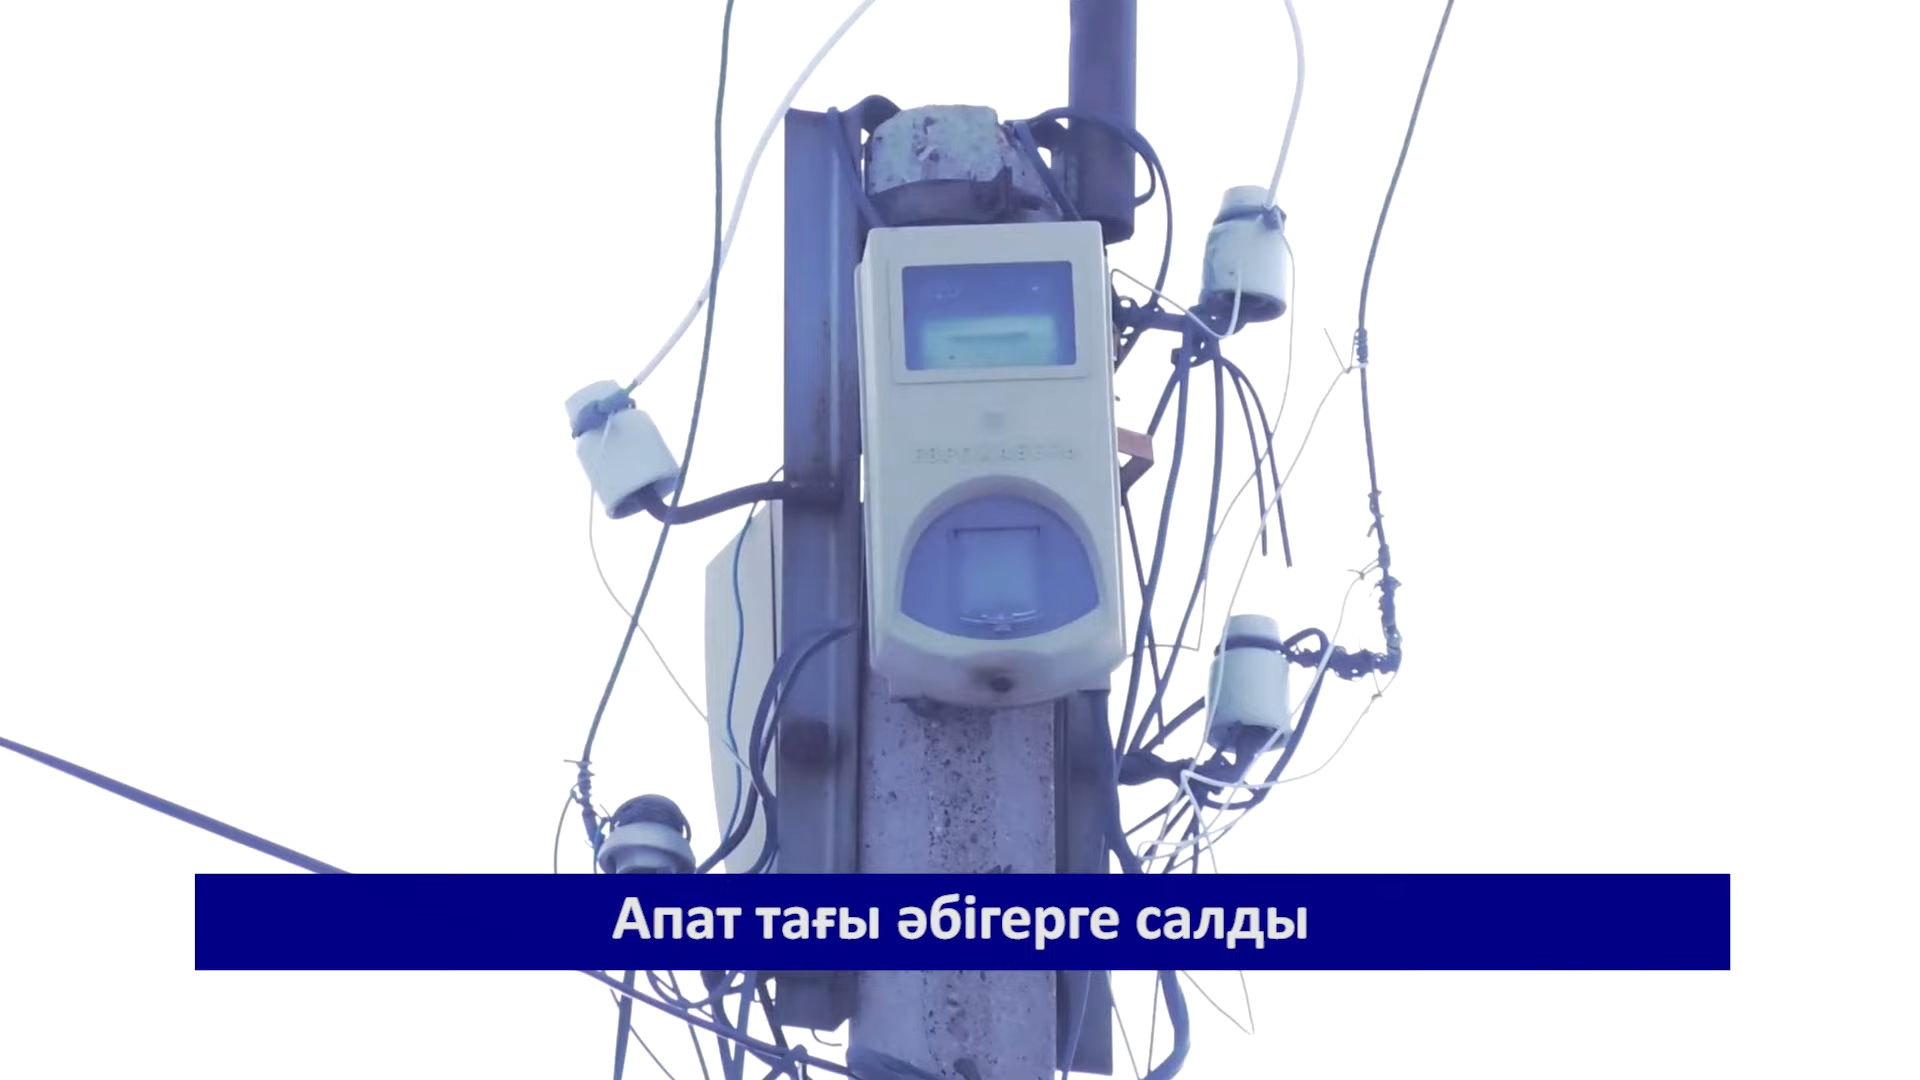 Апат тағы әбігерге салды